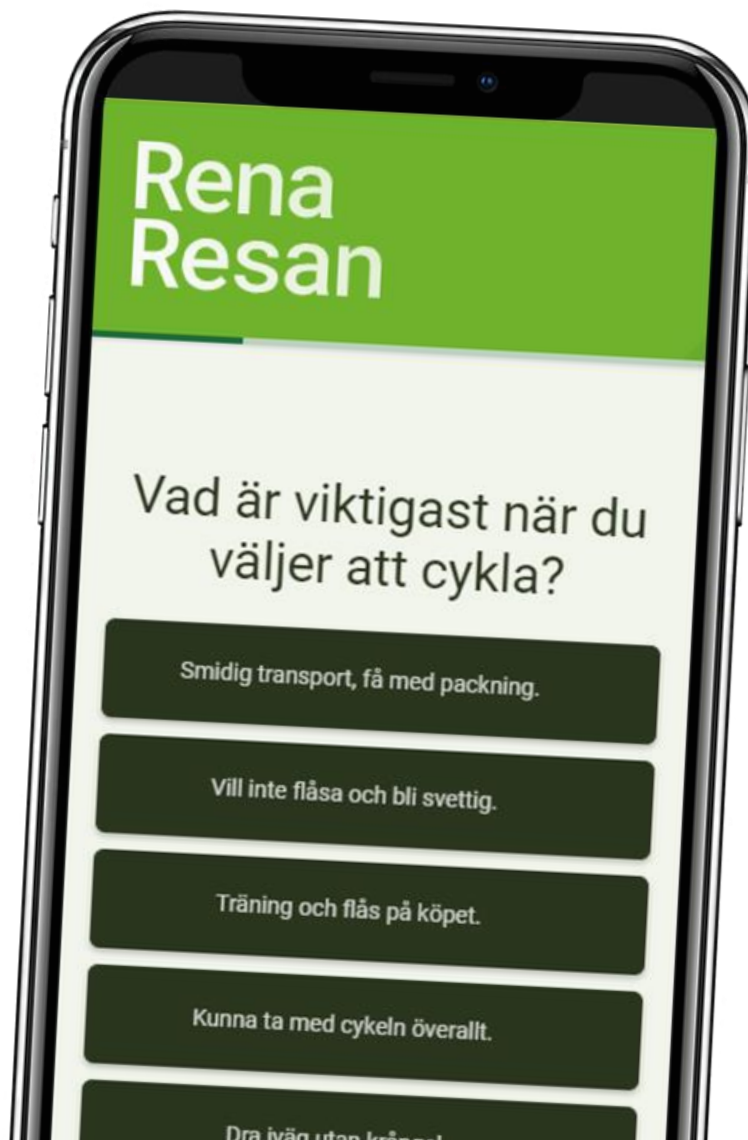 Rena
Resan
Vad är viktigast när du
väljer att cykla?
Smidig transport, få med packning.
Vill inte flåsa och bli svettig.
Träning och flås på köpet.
Kunna ta med cykeln överallt.
Dra iväg utan